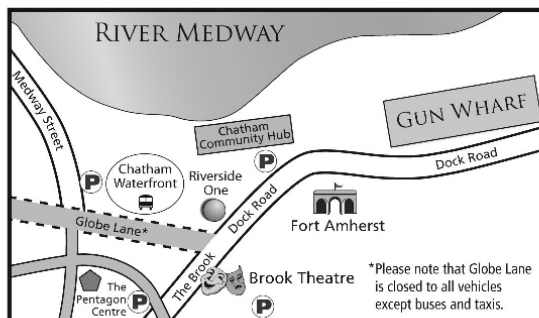 RIVER MEDWAY
Medway Street
Chatham
Community Hub
GUN WHARF
P
Dock Road
P
Chatham
Waterfront
Riverside
One
Dock Road
Fort Amherst
Globe Lane*
The Brook
Brook Theatre
*Please note that Globe Lane
is closed to all vehicles
except buses and taxis.
The
Pentagon
Centre
P
P